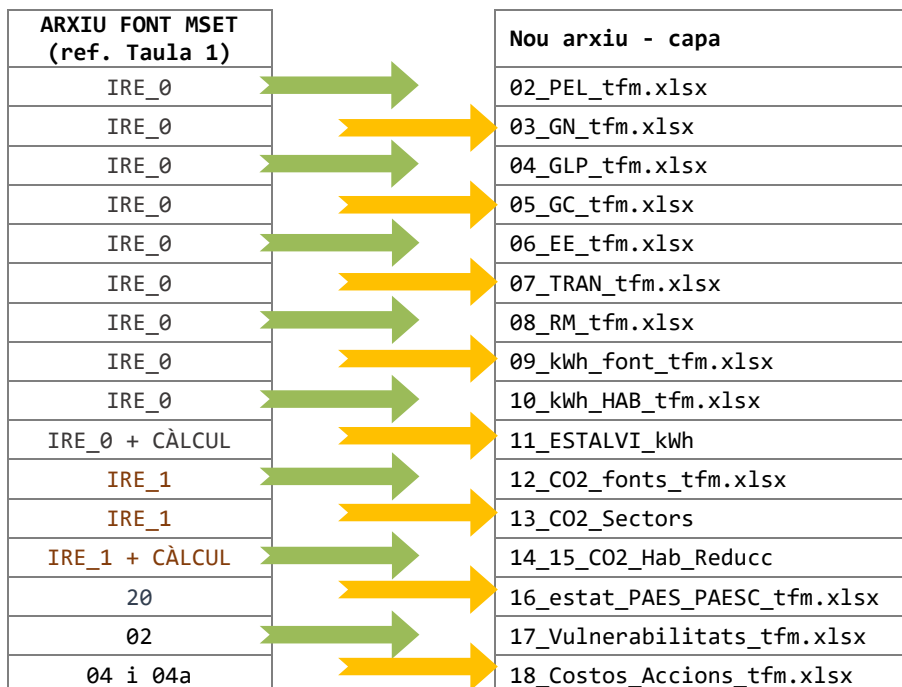 ARXIU FONT MSET
(ref. Taula 1)
Nou arxiu - capa
IRE_0
02_PEL_tfm.xlsx
IRE_0
03_GN_tfm.xlsx
IRE_0
04_GLP_tfm.xlsx
IRE_0
05_GC_tfm.xlsx
IRE_0
06_EE_tfm.xlsx
IRE_0
07_TRAN_tfm.xlsx
IRE_0
08_RM_tfm.xlsx
IRE_0
09_kWh_font_tfm.xlsx
IRE_0
10_kWh_HAB_tfm.xlsx
IRE_0 + CÀLCUL
11_ESTALVI_kWh
IRE_1
12_CO2_fonts_tfm.xlsx
IRE_1
13_CO2_Sectors
IRE_1 + CÀLCUL
14_15_CO2_Hab_Reducc
20
16_estat_PAES_PAESC_tfm.xlsx
02
17_Vulnerabilitats_tfm.xlsx
04 i 04a
18_Costos_Accions_tfm.xlsx